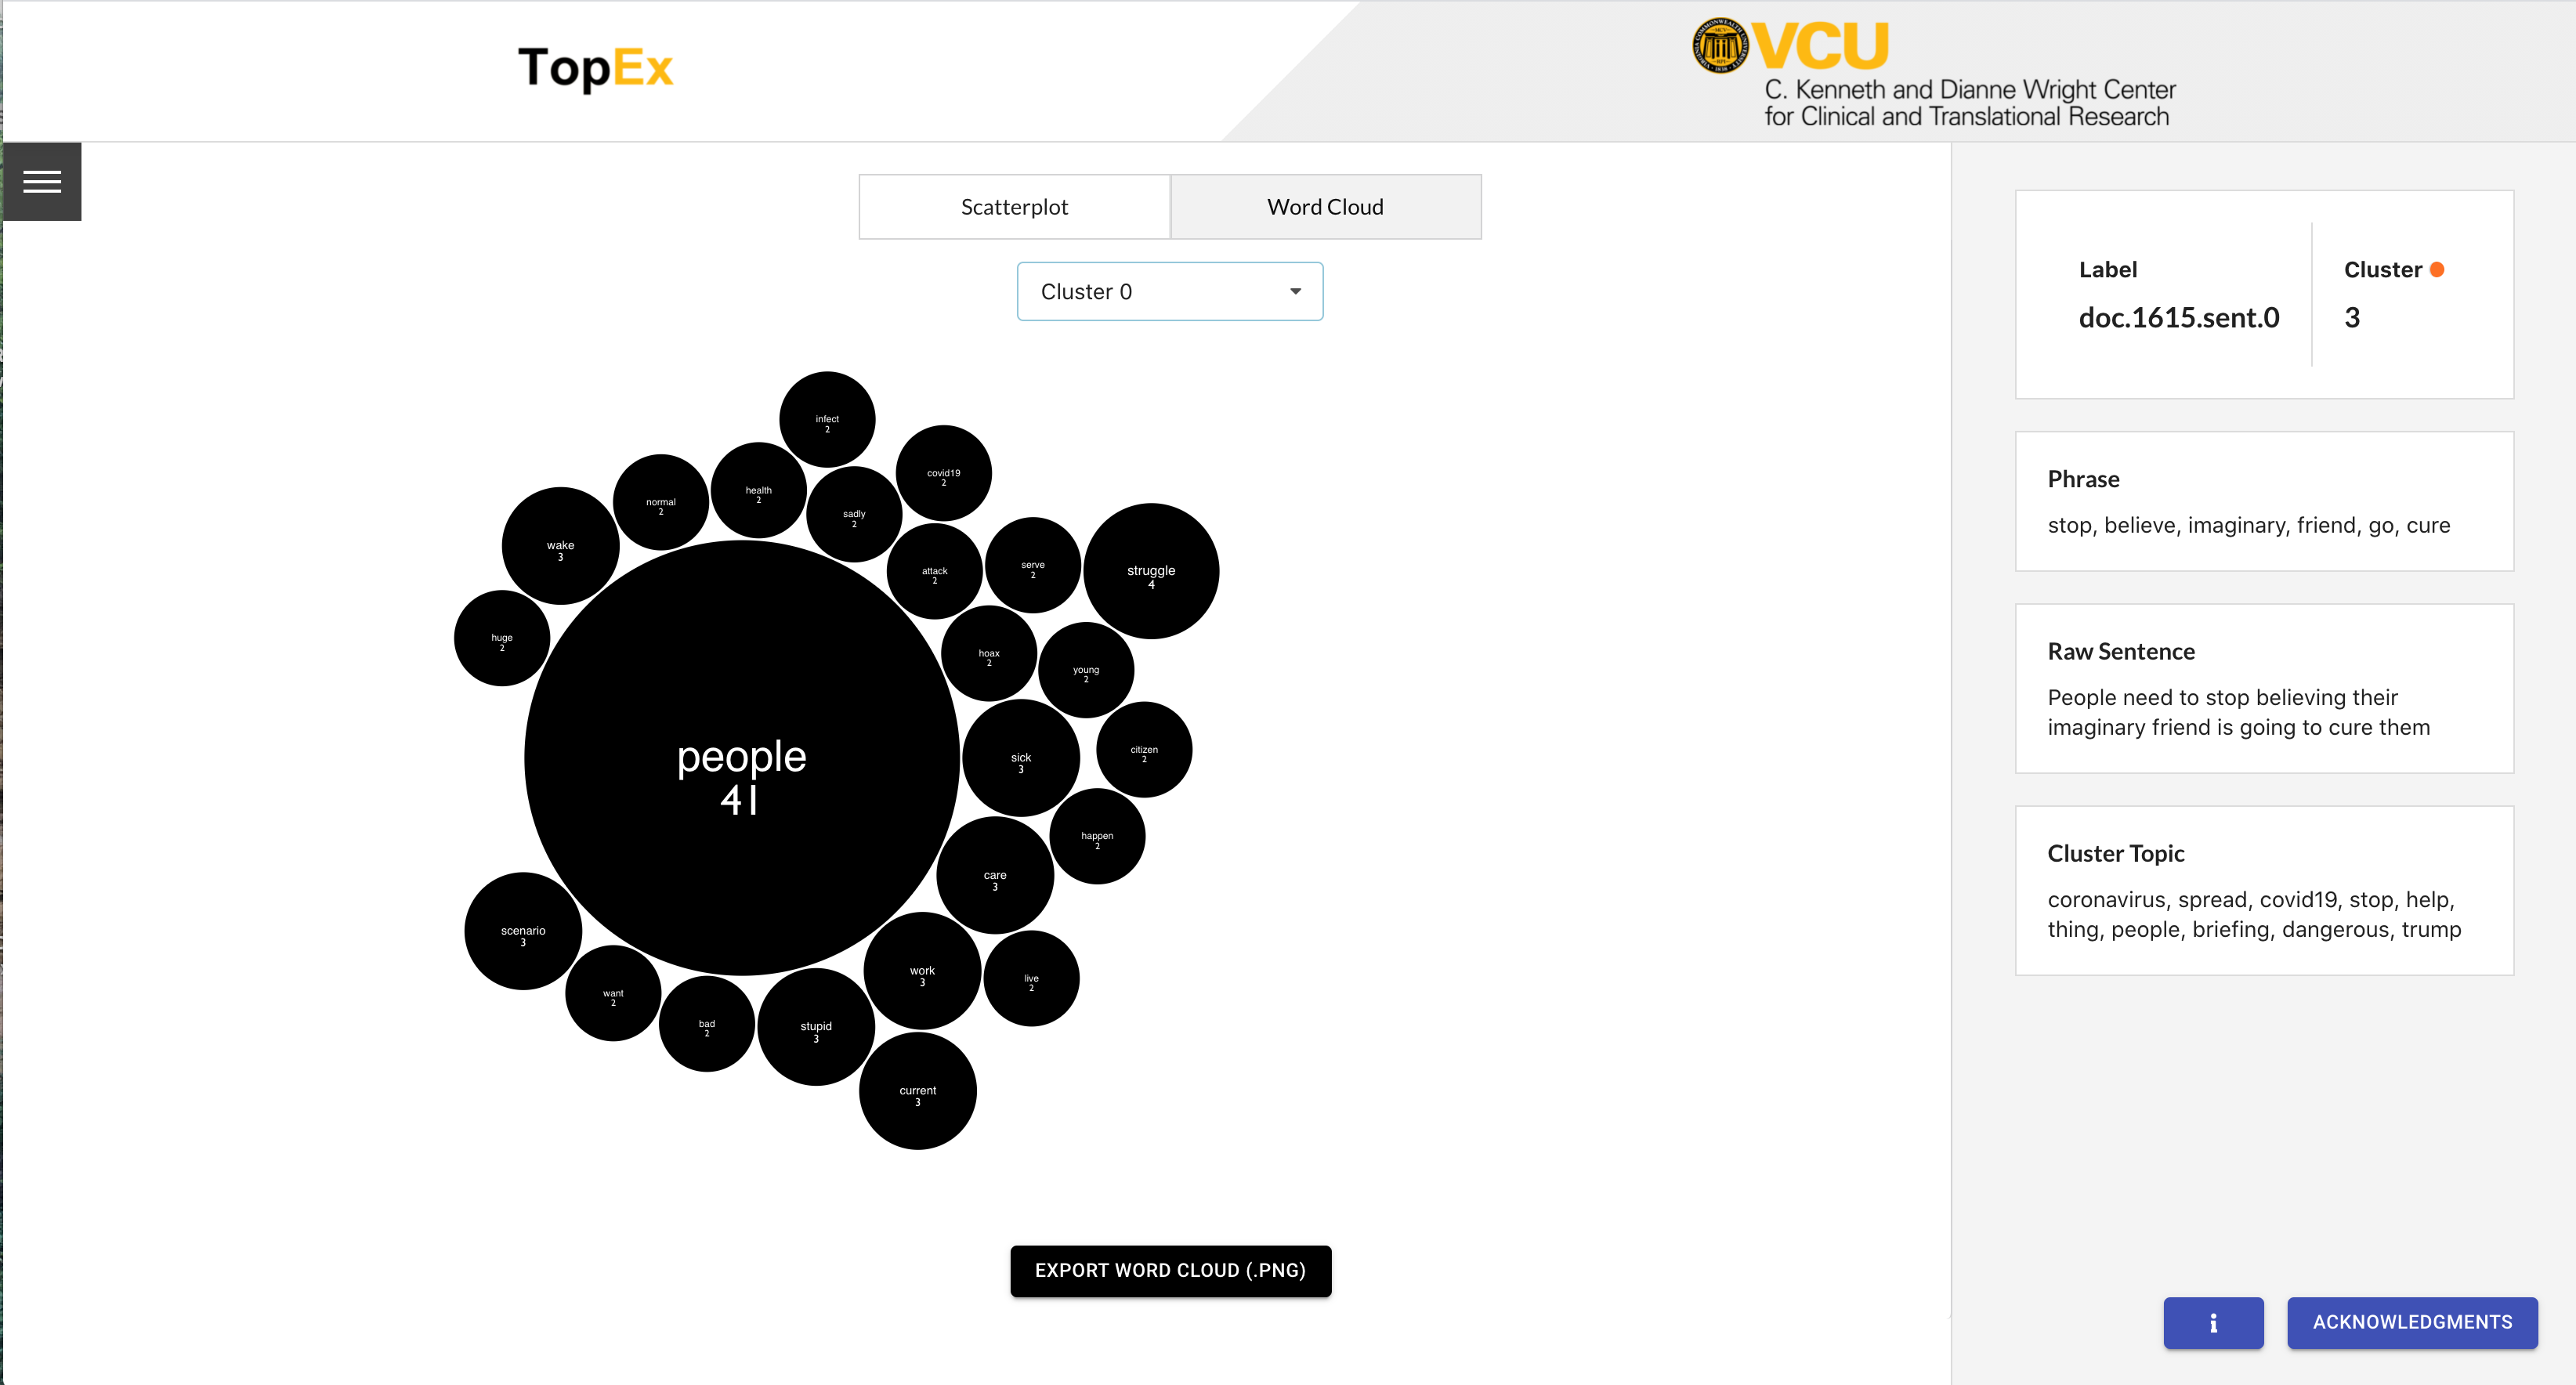 TopEx
VCU
C. Kenneth and Dianne Wright Center
for Clinical and Translational Research
Scatterplot
Word Cloud
Cluster 0
infect
2
covid19
2
health
2
normal
2
sadly
2
wake
3
attack
2
serve
2
struggle
4
huge
2
hoax
2
young
2
people
41
sick
3
citizen
2
happen
2
care
3
scenario
3
work
3
live
2
want
2
bad
2
stupid
3
current
3
EXPORT WORD CLOUD (.PNG)
Label
doc.1615.sent.0
Cluster
3
Phrase
stop, believe, imaginary, friend, go, cure
Raw Sentence
People need to stop believing their
imaginary friend is going to cure them
Cluster Topic
coronavirus, spread, covid19, stop, help,
thing, people, briefing, dangerous, trump
i
ACKNOWLEDGMENTS